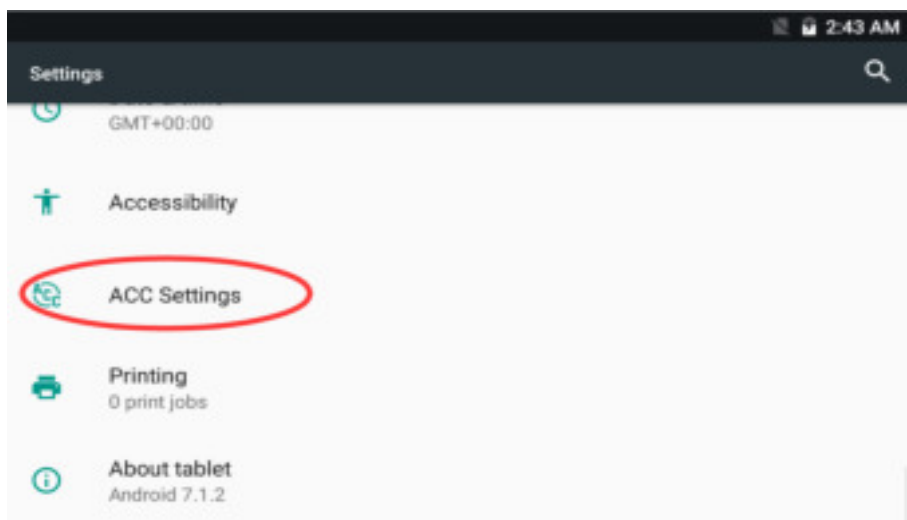 2:43 AM
Settings
GMT+00:00
Accessibility
ACC Settings
Printing
0 print jobs
About tablet
Android 7.1.2